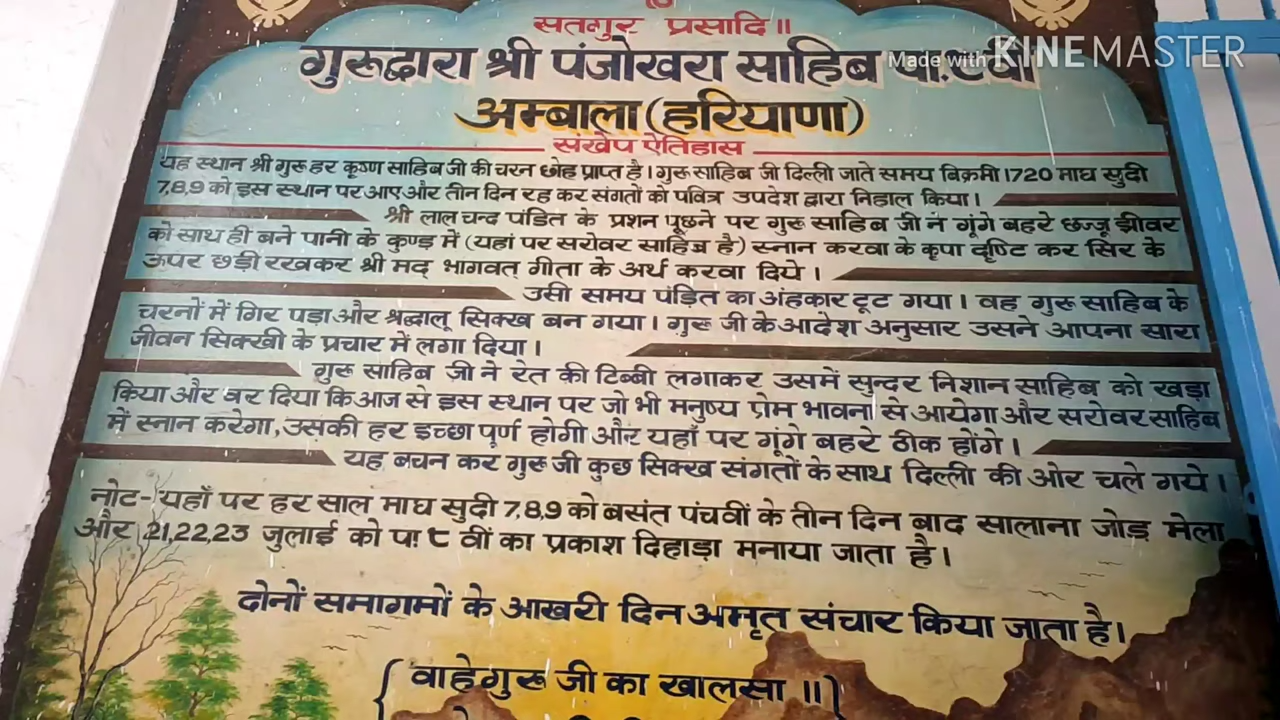 सतगुर प्रसादि॥
गुरुद्वारा श्री पंजोखरा साहिब पा.८वीं
Made with KINEMASTER
अम्बाला (हरियाणा)
संखेप ऐतिहास
यह स्थान श्री गुरु हर कृष्ण साहिब जी की चरन छोह प्राप्त है। गुरु साहिब जी दिल्ली जाते समय बिक्रमी 1720 माघ सुदी
7,8,9 को इस स्थान पर आए और तीन दिन रह कर संगतों को पवित्र उपदेश द्वारा निहाल किया।
श्री लाल चन्द पंडित के प्रशन पूछने पर गुरु साहिब जी ने गूंगे बहरे छज्जु झीवर
को साथ ही बने पानी के कुण्ड में (यहां पर सरोवर साहिब है) स्नान करवा के कृपा दृष्टि कर सिर के
ऊपर छड़ी रखकर श्री मद् भागवत गीता के अर्थ करवा दिये।
उसी समय पंड़ित का अंहकार टूट गया। वह गुरु साहिब के
चरनों में गिर पड़ा और श्रद्धालू सिक्ख बन गया। गुरु जी के आदेश अनुसार उसने आपना सारा
जीवन सिक्खी के प्रचार में लगा दिया।
गुरु साहिब जी ने रेत की टिब्बी लगाकर उसमें सुन्दर निशान साहिब को खड़ा
किया और वर दिया कि आज से इस स्थान पर जो भी मनुष्य प्रेम भावना से आयेगा और सरोवर साहिब
में स्नान करेगा, उसकी हर इच्छा पूर्ण होगी और यहाँ पर गूंगे बहरे ठीक होंगे।
यह बचन कर गुरु जी कुछ सिक्ख संगतों के साथ दिल्ली की ओर चले गये।
नोट- यहाँ पर हर साल माघ सुदी 7,8,9 को बसंत पंचवीं के तीन दिन बाद सालाना जोड़ मेला
और 21,22,23 जुलाई को पा. ८ वीं का प्रकाश दिहाड़ा मनाया जाता है।
दोनों समागमों के आखरी दिन अमृत संचार किया जाता है।
वाहेगुरु जी का खालसा॥